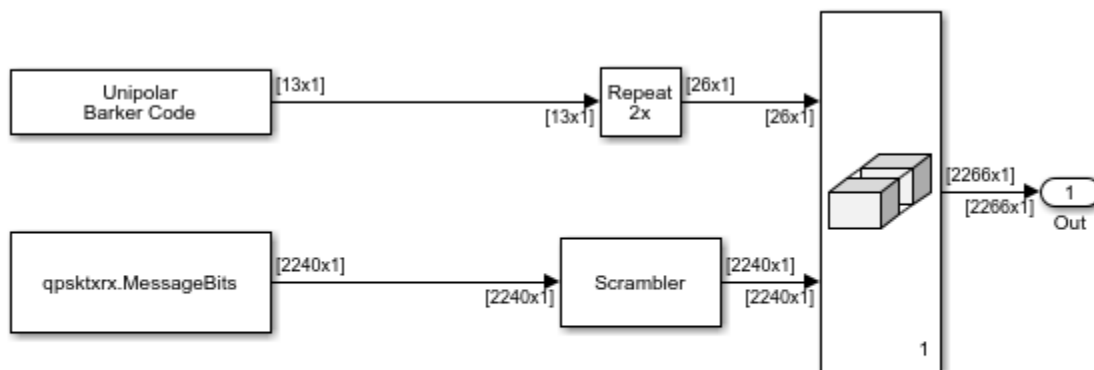 Unipolar
Barker Code
[13x1]
[13x1]
Repeat
2x
[26x1]
[26x1]
[2266x1]
[2266x1]
1
Out
qpsktxrx.MessageBits
[2240x1]
[2240x1]
Scrambler
[2240x1]
[2240x1]
1